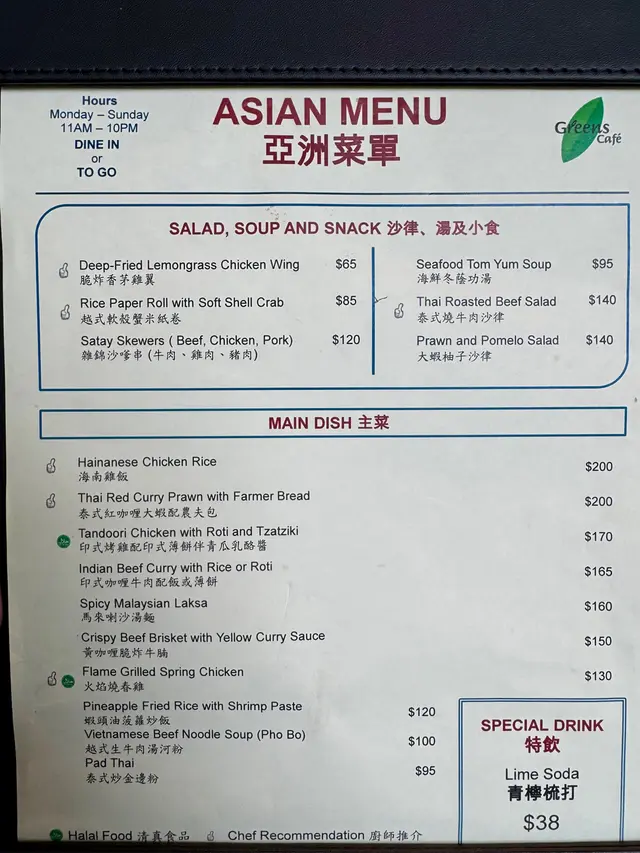 Hours
Monday – Sunday
11AM – 10PM
DINE IN
or
TO GO
ASIAN MENU
亞洲菜單
Greens
Café
SALAD, SOUP AND SNACK 沙律、湯及小食
Deep-Fried Lemongrass Chicken Wing $65
脆炸香茅雞翼
Rice Paper Roll with Soft Shell Crab $85
越式軟殼蟹米紙卷
Satay Skewers ( Beef, Chicken, Pork) $120
雜錦沙嗲串 (牛肉、雞肉、豬肉)
Seafood Tom Yum Soup $95
海鮮冬蔭功湯
Thai Roasted Beef Salad $140
泰式燒牛肉沙律
Prawn and Pomelo Salad $140
大蝦柚子沙律
MAIN DISH 主菜
Hainanese Chicken Rice $200
海南雞飯
Thai Red Curry Prawn with Farmer Bread $200
泰式紅咖喱大蝦配農夫包
Tandoori Chicken with Roti and Tzatziki $170
印式烤雞配印式薄餅伴青瓜乳酪醬
Indian Beef Curry with Rice or Roti $165
印式咖喱牛肉配飯或薄餅
Spicy Malaysian Laksa $160
馬來喇沙湯麵
Crispy Beef Brisket with Yellow Curry Sauce $150
黃咖喱脆炸牛腩
Flame Grilled Spring Chicken $130
火焰燒春雞
Pineapple Fried Rice with Shrimp Paste $120
蝦頭油菠蘿炒飯
Vietnamese Beef Noodle Soup (Pho Bo) $100
越式生牛肉湯河粉
Pad Thai $95
泰式炒金邊粉
SPECIAL DRINK
特飲
Lime Soda
青檸梳打
$38
Halal Food 清真食品 Chef Recommendation 廚師推介